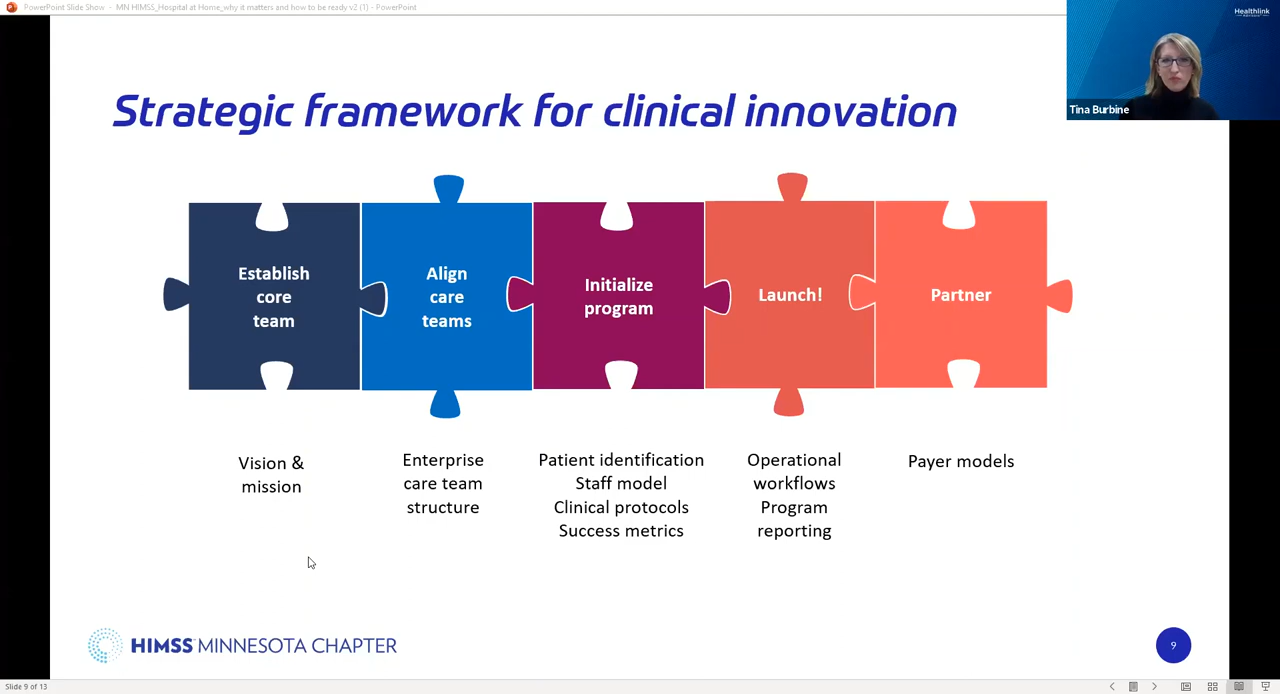 PowerPoint Slide Show - MN HIMSS_Hospital at Home_why it matters and how to be ready v2 (1) - PowerPoint
Healthlink
Tina Burbine
Strategic framework for clinical innovation
Establish
core
team
Align
care
teams
Initialize
program
Launch!
Partner
Vision &
mission
Enterprise
care team
structure
Patient identification
Staff model
Clinical protocols
Success metrics
Operational
workflows
Program
reporting
Payer models
HIMSS MINNESOTA CHAPTER
9
Slide 9 of 13